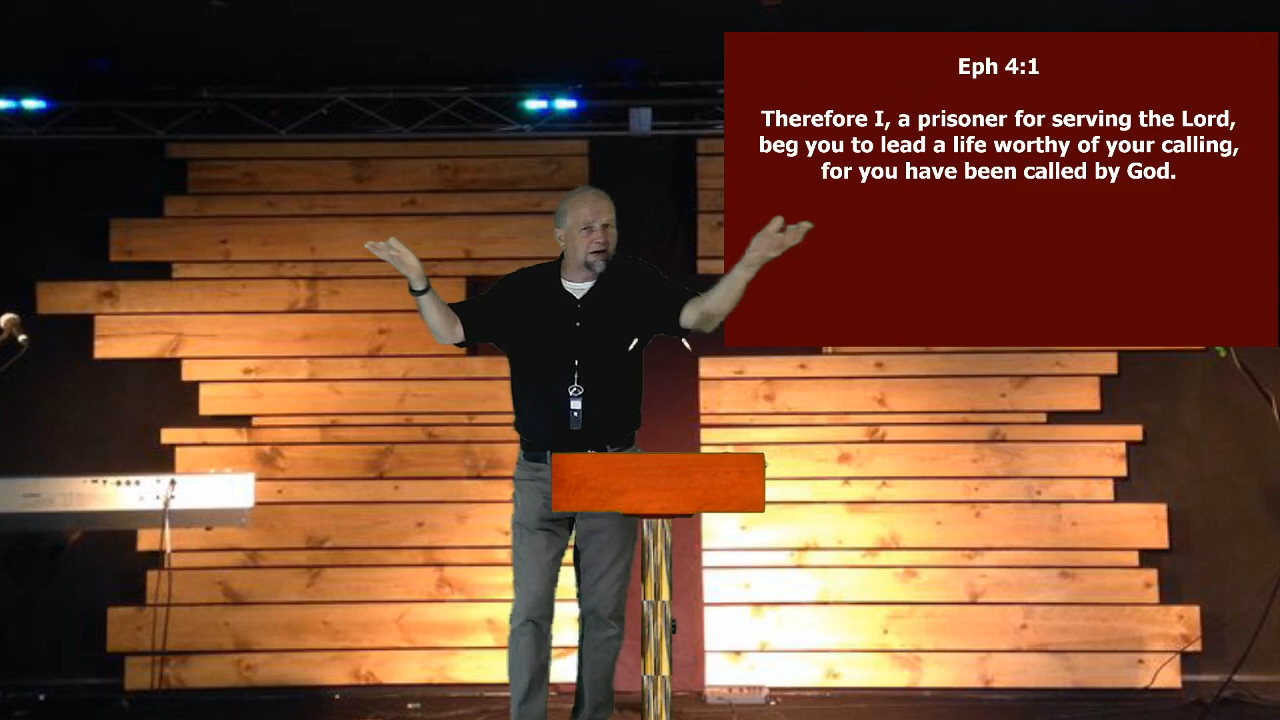 Eph 4:1
Therefore I, a prisoner for serving the Lord,
beg you to lead a life worthy of your calling,
for you have been called by God.